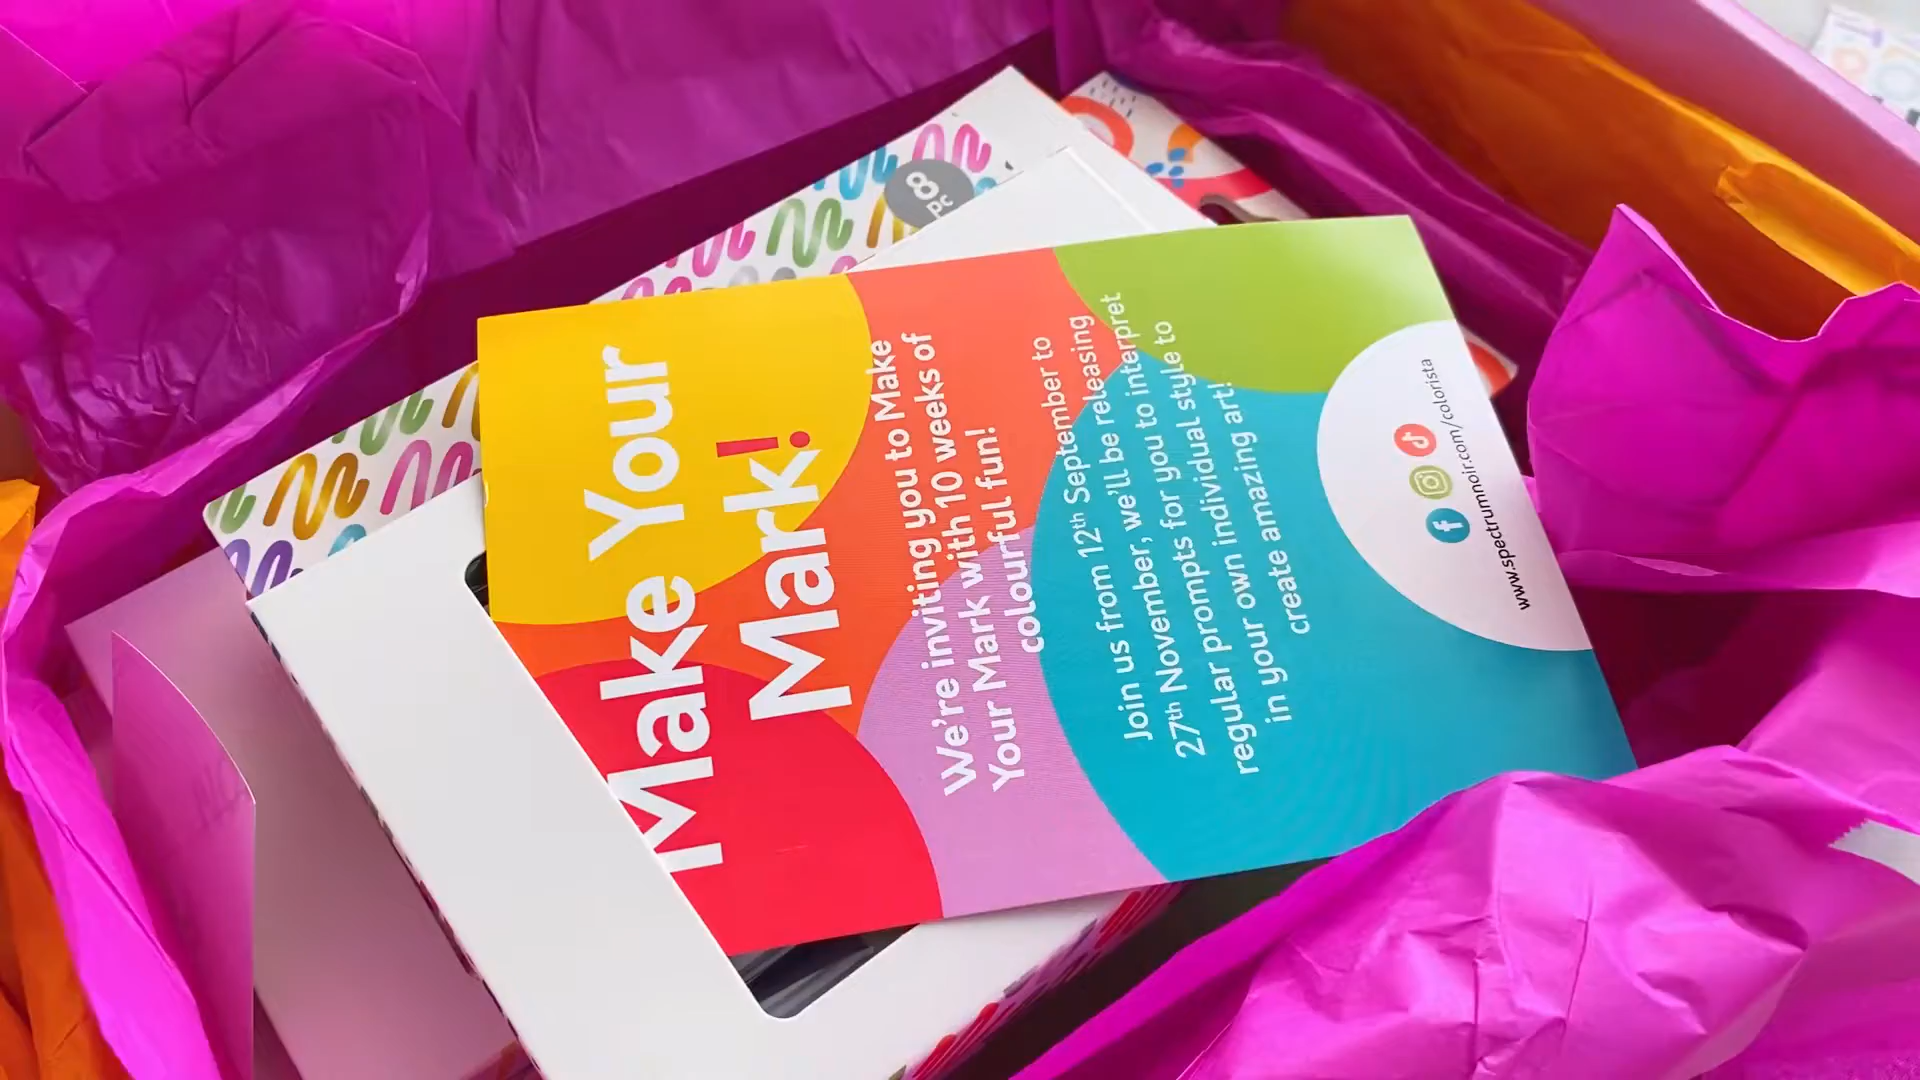 Make Your
Mark!
We're inviting you to Make
Your Mark with 10 weeks of
colourful fun!
Join us from 12th September to
27th November, we'll be releasing
regular prompts for you to interpret
in your own individual style to
create amazing art!
www.spectrumnoir.com/colorista
8
pc